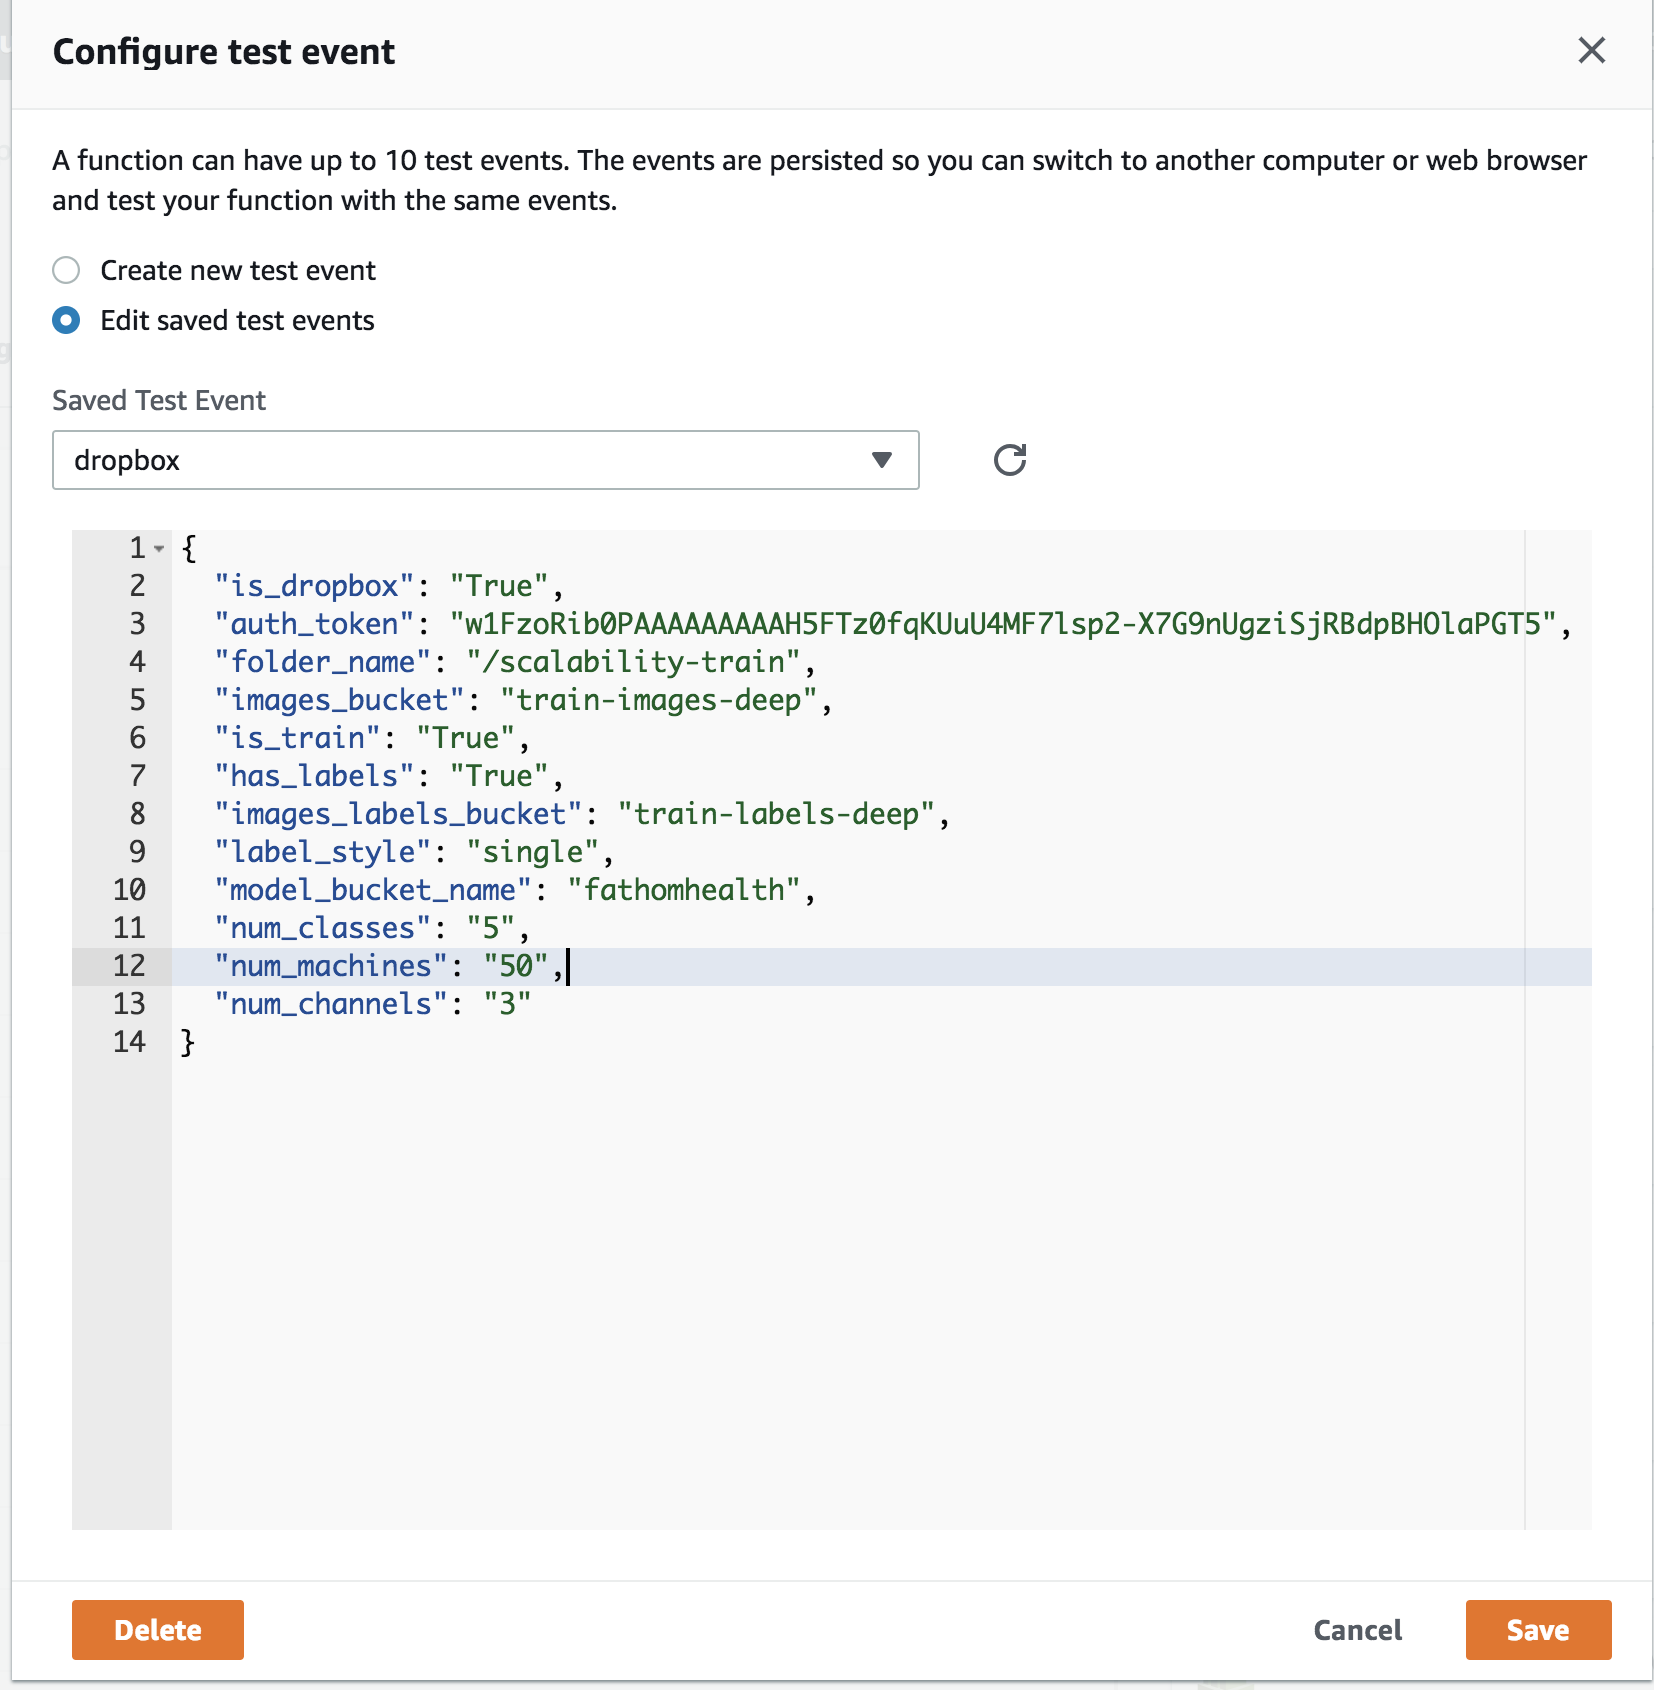 Configure test event
A function can have up to 10 test events. The events are persisted so you can switch to another computer or web browser
and test your function with the same events.
Create new test event
Edit saved test events
Saved Test Event
dropbox
1 {
2 "is_dropbox": "True",
3 "auth_token": "w1FzoRib0PAAAAAAAAAH5FTz0fqKUuU4MF7lsp2-X7G9nUgziSjRBdpBHOlaPGT5",
4 "folder_name": "/scalability-train",
5 "images_bucket": "train-images-deep",
6 "is_train": "True",
7 "has_labels": "True",
8 "images_labels_bucket": "train-labels-deep",
9 "label_style": "single",
10 "model_bucket_name": "fathomhealth",
11 "num_classes": "5",
12 "num_machines": "50",
13 "num_channels": "3"
14 }
Delete
Cancel
Save